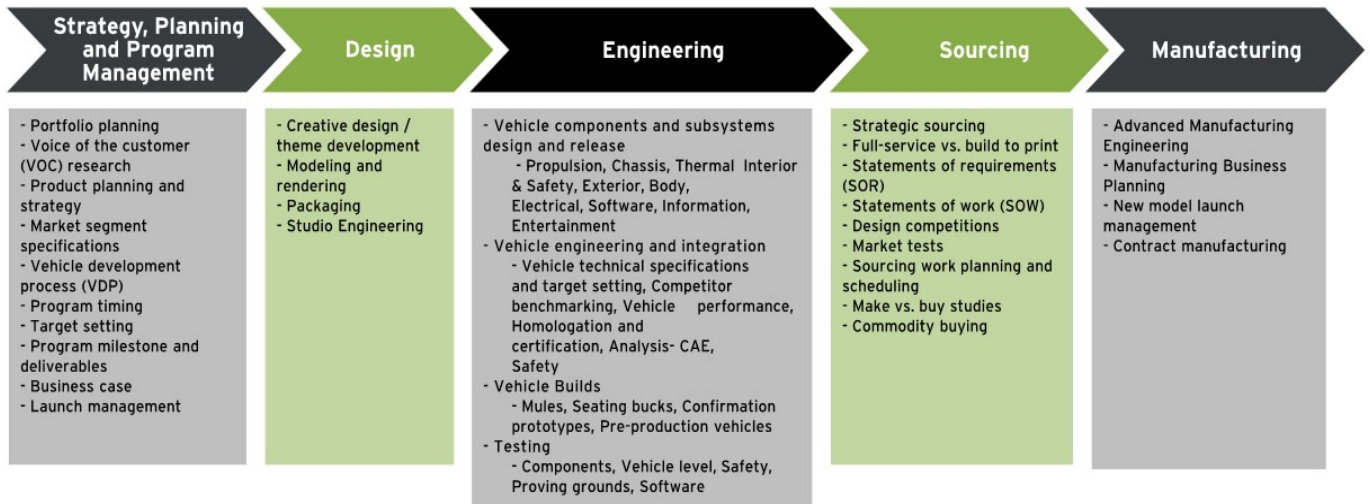 Strategy, Planning
and Program
Management
Design
Engineering
Sourcing
Manufacturing
- Portfolio planning
- Voice of the customer
(VOC) research
- Product planning and
strategy
- Market segment
specifications
- Vehicle development
process (VDP)
- Program timing
- Target setting
- Program milestone and
deliverables
- Business case
- Launch management
- Creative design /
theme development
- Modeling and
rendering
- Packaging
- Studio Engineering
- Vehicle components and subsystems
design and release
- Propulsion, Chassis, Thermal Interior
& Safety, Exterior, Body,
Electrical, Software, Information,
Entertainment
- Vehicle engineering and integration
- Vehicle technical specifications
and target setting, Competitor
benchmarking, Vehicle performance,
Homologation and
certification, Analysis- CAE,
Safety
- Vehicle Builds
- Mules, Seating bucks, Confirmation
prototypes, Pre-production vehicles
- Testing
- Components, Vehicle level, Safety,
Proving grounds, Software
- Strategic sourcing
- Full-service vs. build to print
- Statements of requirements
(SOR)
- Statements of work (SOW)
- Design competitions
- Market tests
- Sourcing work planning and
scheduling
- Make vs. buy studies
- Commodity buying
- Advanced Manufacturing
Engineering
- Manufacturing Business
Planning
- New model launch
management
- Contract manufacturing